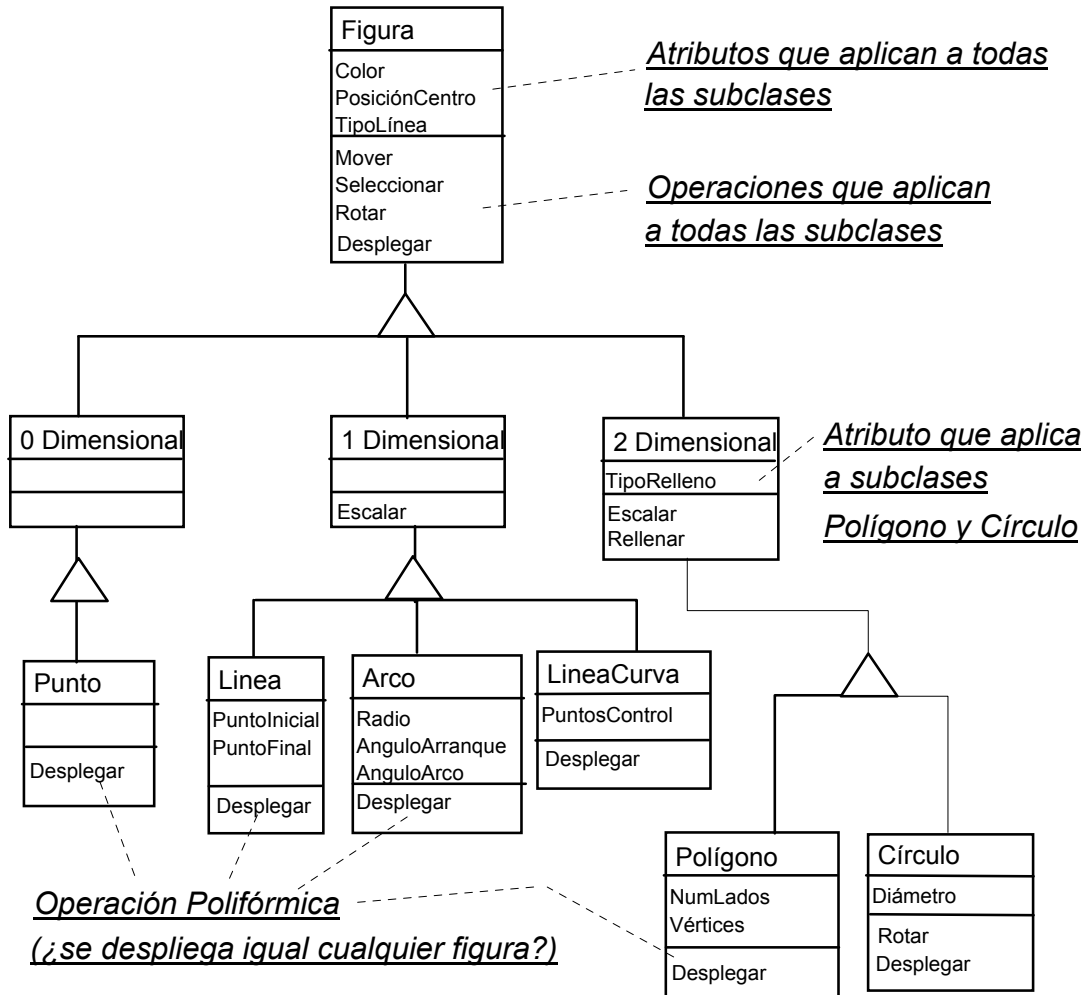 Figura
Color
PosiciónCentro
TipoLínea
Mover
Seleccionar
Rotar
Desplegar
Atributos que aplican a todas
las subclases
Operaciones que aplican
a todas las subclases
0 Dimensional
1 Dimensional
Escalar
2 Dimensional
TipoRelleno
Escalar
Rellenar
Atributo que aplica
a subclases
Polígono y Círculo
Punto
Desplegar
Linea
PuntoInicial
PuntoFinal
Desplegar
Arco
Radio
AnguloArranque
AnguloArco
Desplegar
LineaCurva
PuntosControl
Desplegar
Polígono
NumLados
Vértices
Desplegar
Círculo
Diámetro
Rotar
Desplegar
Operación Polifórmica
(¿se despliega igual cualquier figura?)